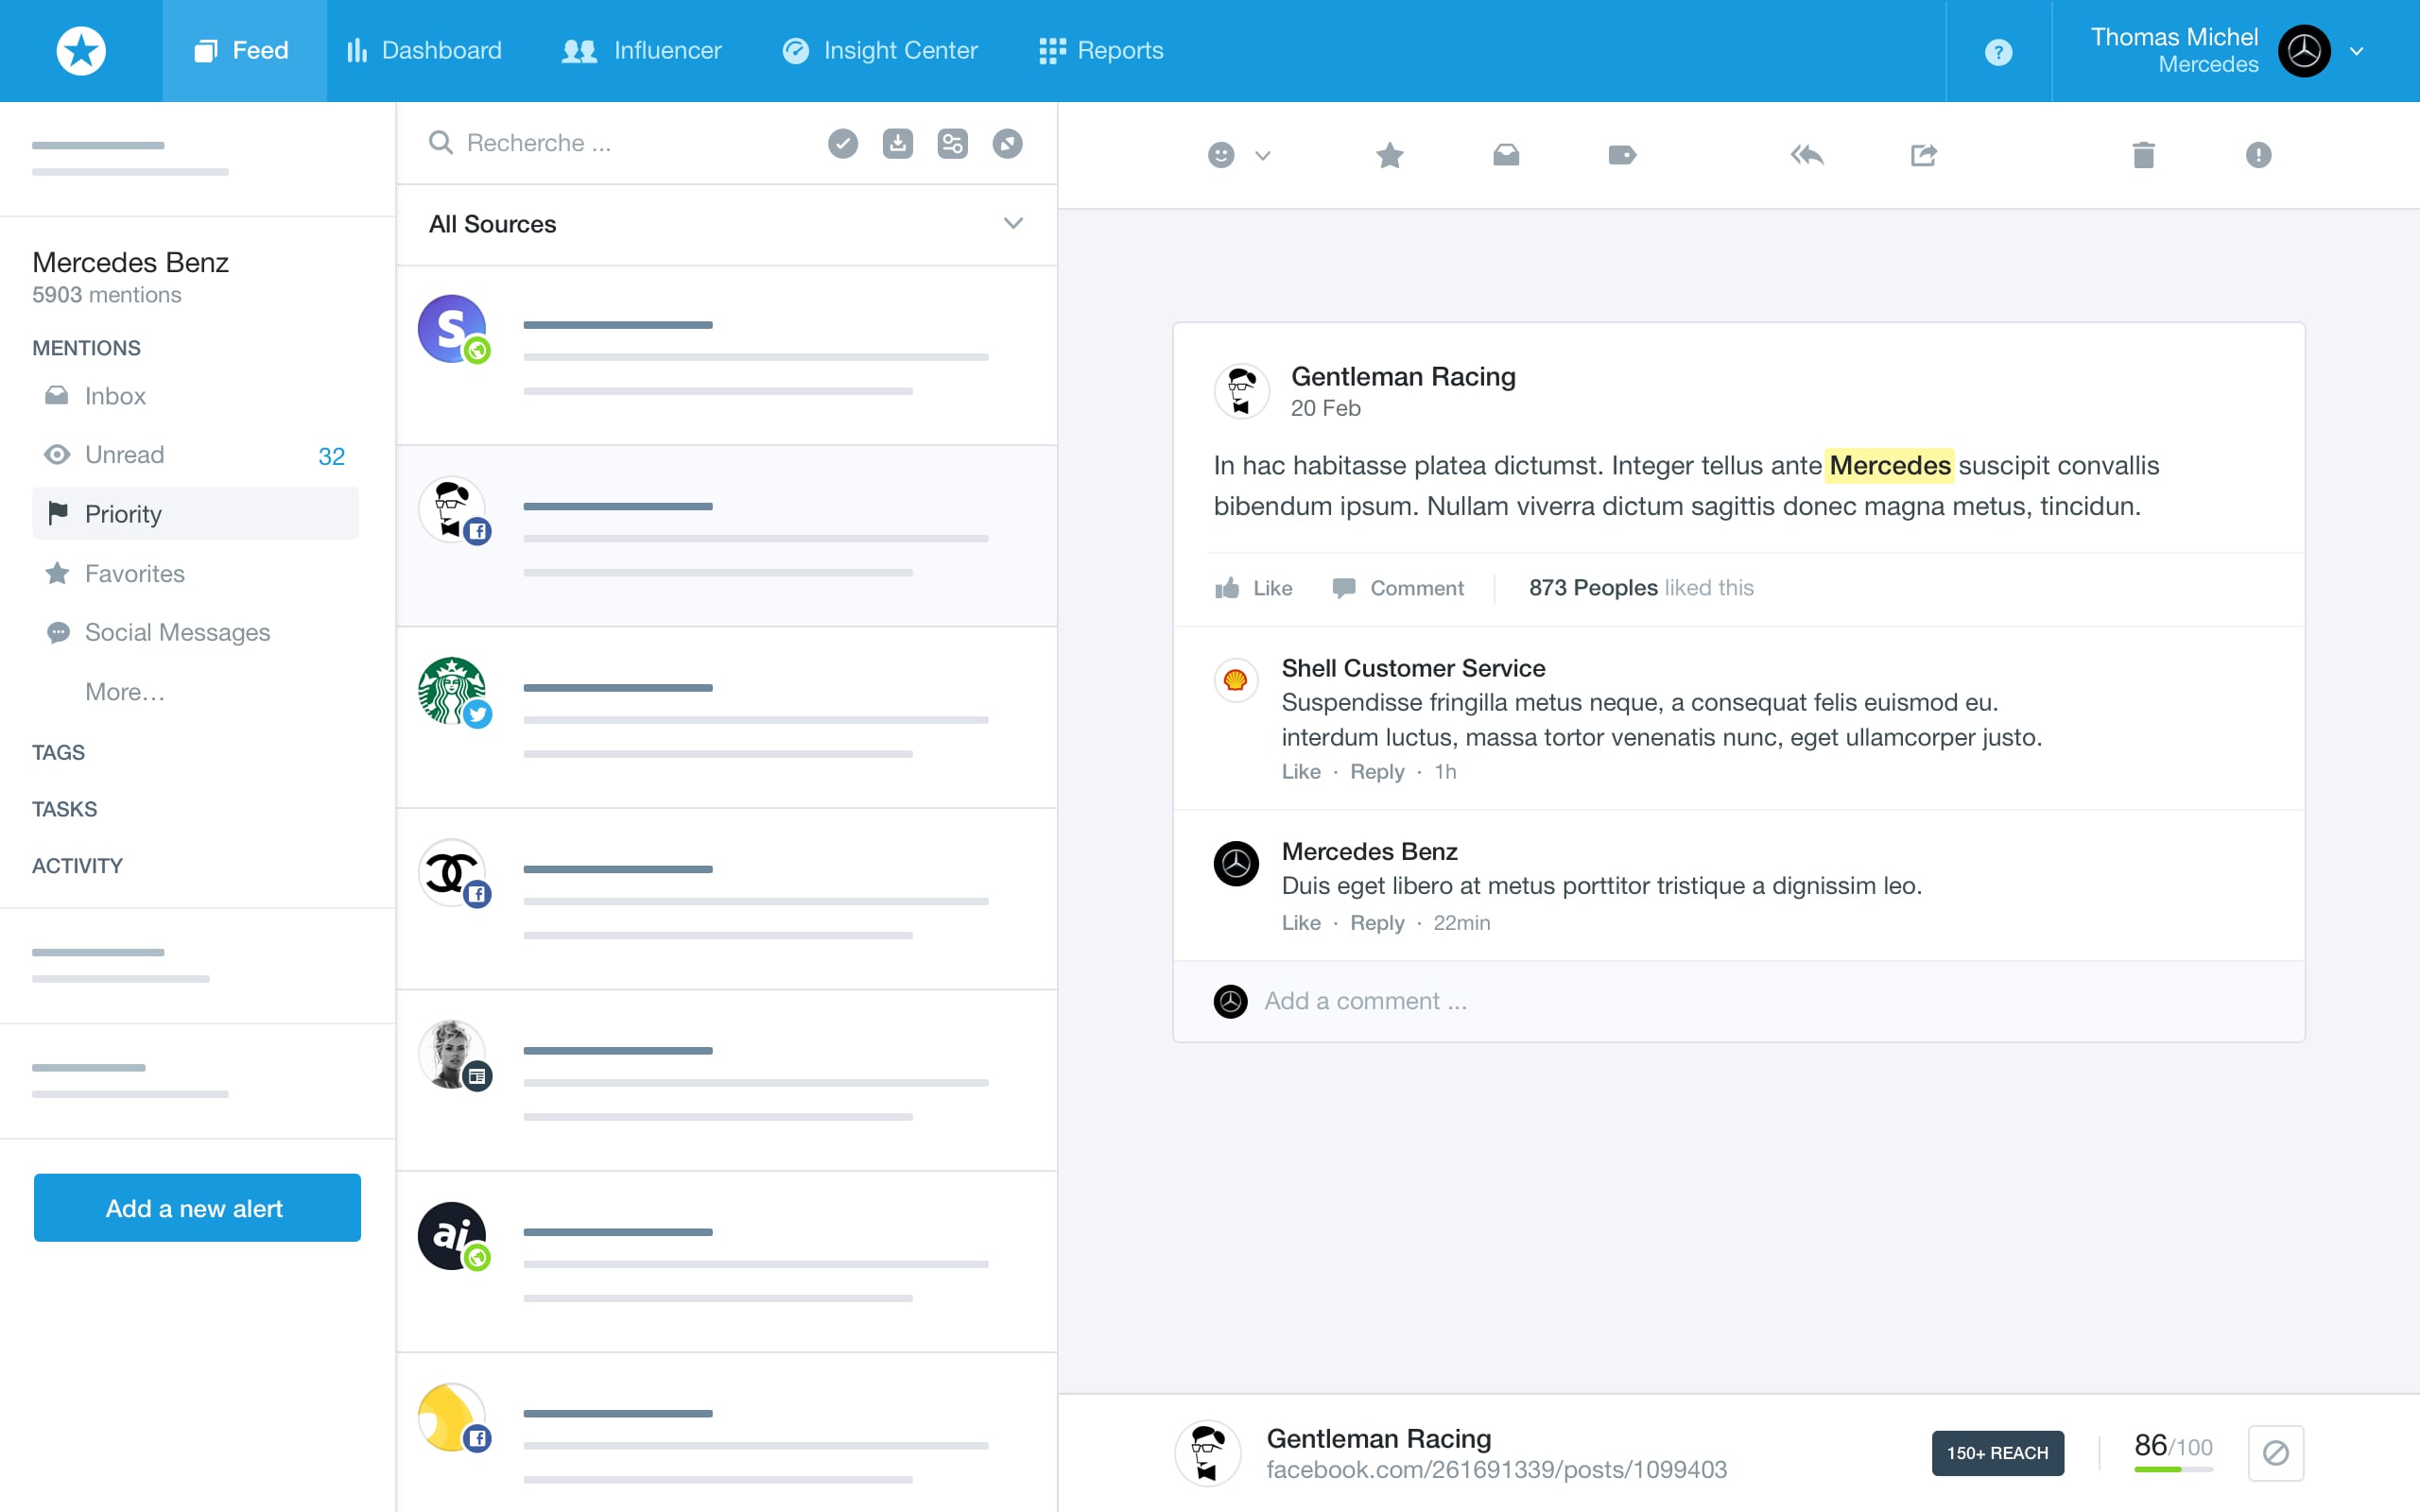 Feed
Dashboard
Influencer
Insight Center
Reports
?
Thomas Michel
Mercedes
Mercedes Benz
5903 mentions
MENTIONS
Inbox
Unread
32
Priority
Favorites
Social Messages
More...
TAGS
TASKS
ACTIVITY
Add a new alert
Recherche ...
All Sources
S
ai
Gentleman Racing
20 Feb
In hac habitasse platea dictumst. Integer tellus ante Mercedes suscipit convallis
bibendum ipsum. Nullam viverra dictum sagittis donec magna metus, tincidun.
Like
Comment
873 Peoples liked this
Shell Customer Service
Suspendisse fringilla metus neque, a consequat felis euismod eu.
interdum luctus, massa tortor venenatis nunc, eget ullamcorper justo.
Like · Reply · 1h
Mercedes Benz
Duis eget libero at metus porttitor tristique a dignissim leo.
Like · Reply · 22min
Add a comment ...
Gentleman Racing
facebook.com/261691339/posts/1099403
150+ REACH
86/100